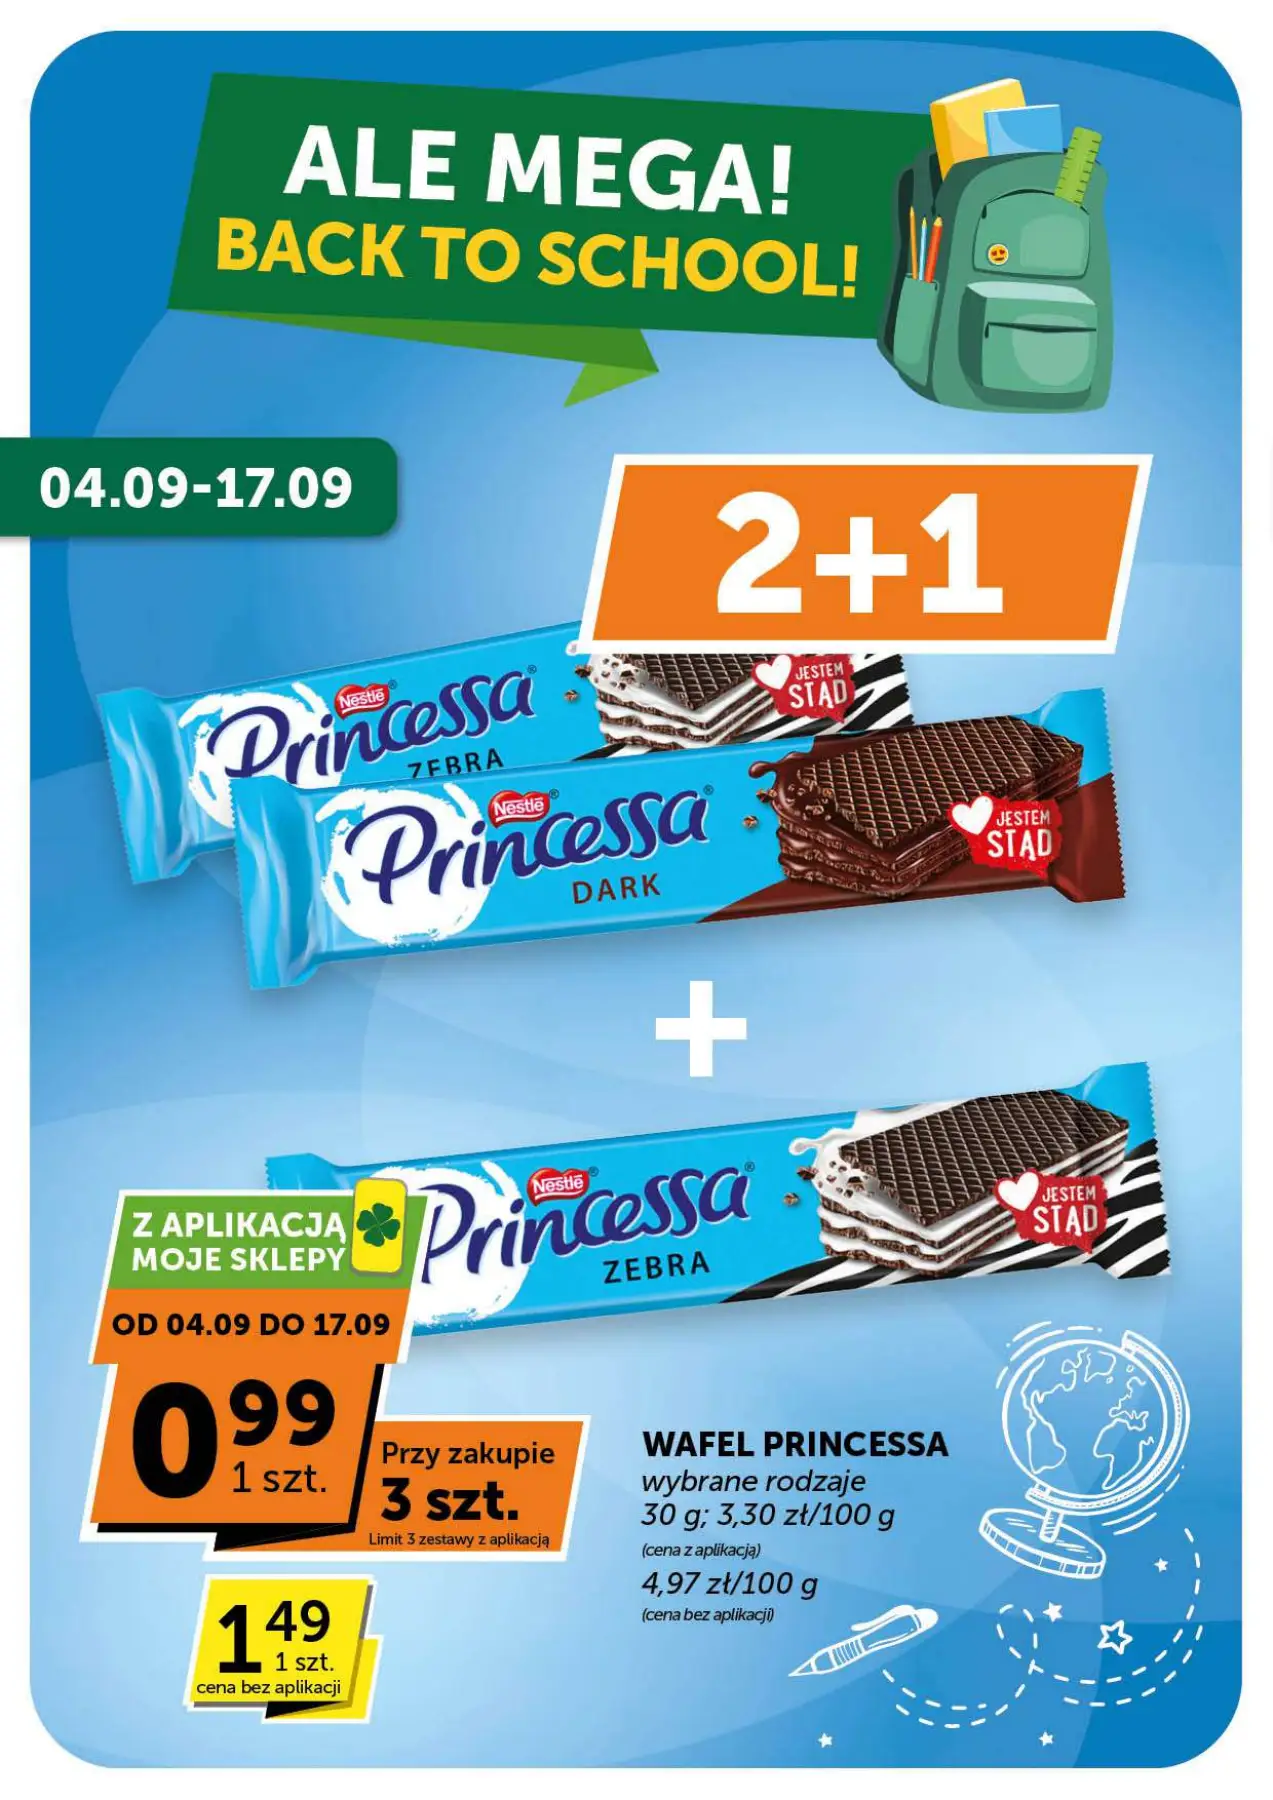 ALE MEGA!
BACK TO SCHOOL!
04.09-17.09
2+1
Nestlé
Princessa®
ZEBRA
JESTEM
STĄD
Nestlé
Princessa®
DARK
JESTEM
STĄD
+
Nestlé
Princessa®
ZEBRA
JESTEM
STĄD
Z APLIKACJĄ
MOJE SKLEPY
OD 04.09 DO 17.09
0 99
1 szt.
Przy zakupie
3 szt.
Limit 3 zestawy z aplikacją
1 49
1 szt.
cena bez aplikacji
WAFEL PRINCESSA
wybrane rodzaje
30 g; 3,30 zł/100 g
(cena z aplikacją)
4,97 zł/100 g
(cena bez aplikacji)